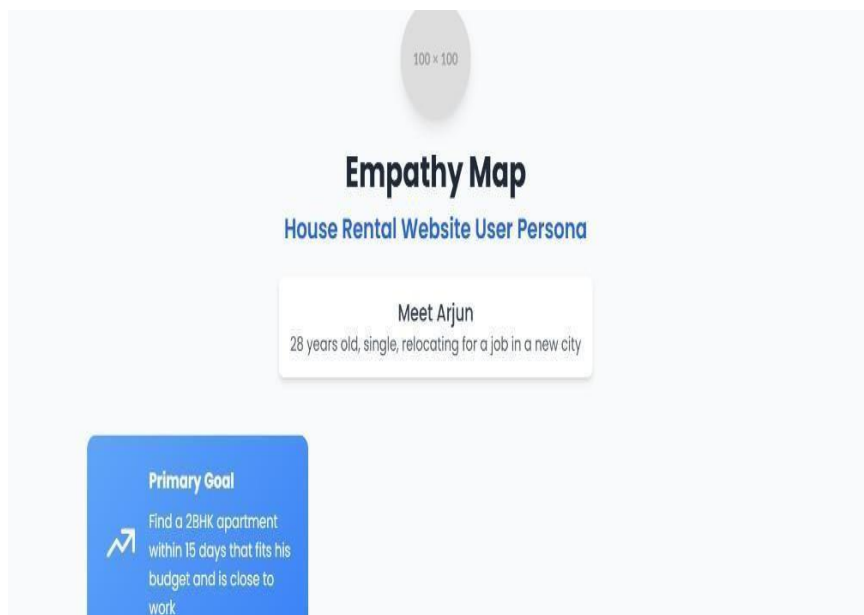 100 × 100
Empathy Map
House Rental Website User Persona
Meet Arjun
28 years old, single, relocating for a job in a new city
Primary Goal
Find a 2BHK apartment
within 15 days that fits his
budget and is close to
work